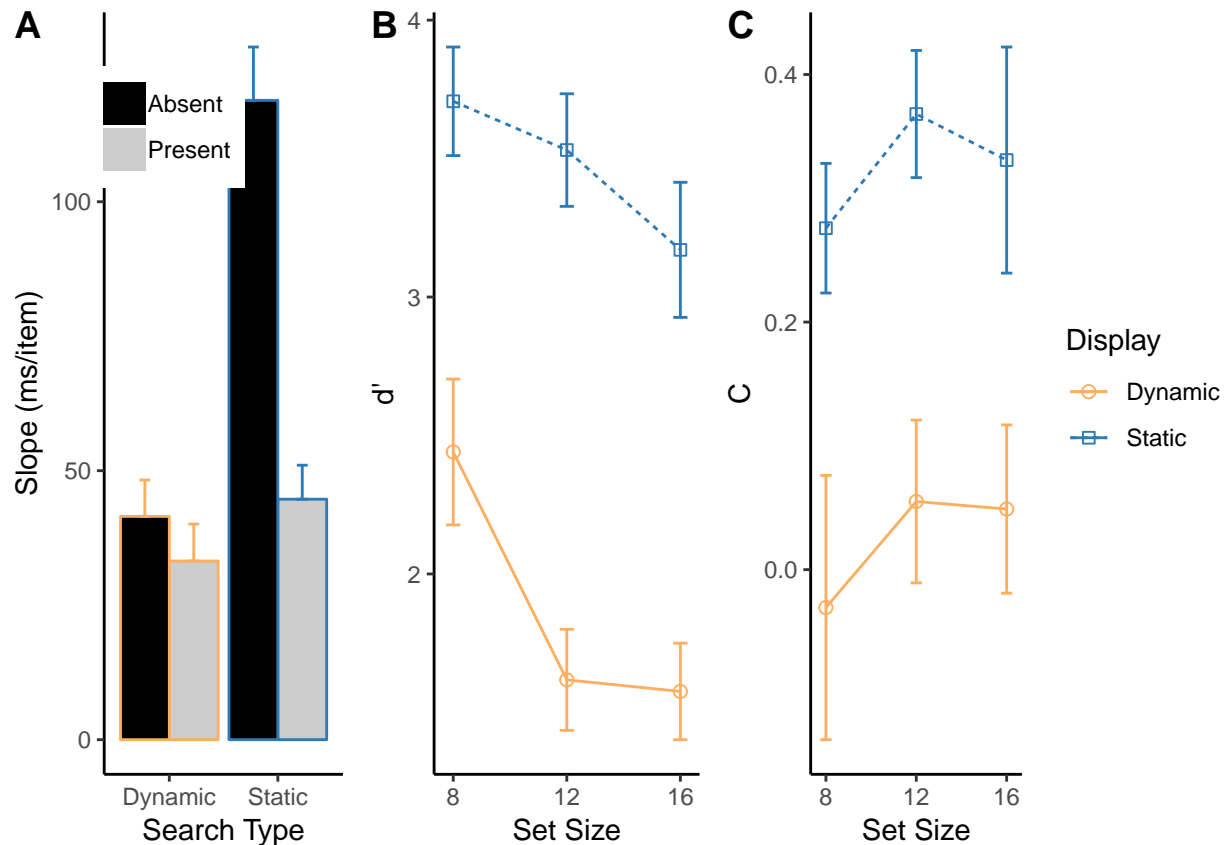 A
Absent
Present
100
50
0
Slope (ms/item)
Dynamic Static
Search Type
B
4
3
2
d'
8 12 16
Set Size
C
0.4
0.2
0.0
C
8 12 16
Set Size
Display
Dynamic
Static